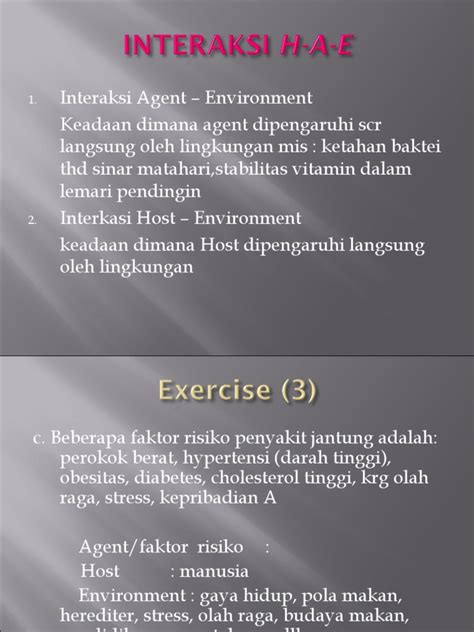 INTERAKSI H-A-E
1. Interaksi Agent – Environment
Keadaan dimana agent dipengaruhi scr
langsung oleh lingkungan mis : ketahan baktei
thd sinar matahari,stabilitas vitamin dalam
lemari pendingin
2. Interkasi Host – Environment
keadaan dimana Host dipengaruhi langsung
oleh lingkungan
Exercise (3)
c. Beberapa faktor risiko penyakit jantung adalah:
perokok berat, hypertensi (darah tinggi),
obesitas, diabetes, cholesterol tinggi, krg olah
raga, stress, kepribadian A
Agent/faktor risiko :
Host : manusia
Environment : gaya hidup, pola makan,
herediter, stress, olah raga, budaya makan,